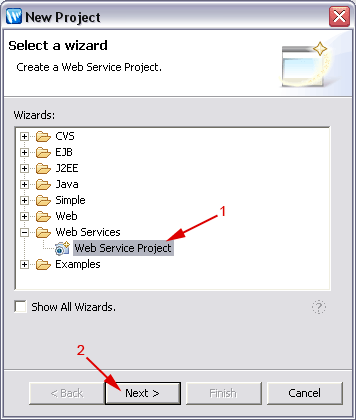 New Project
Select a wizard
Create a Web Service Project.
Wizards:
CVS
EJB
J2EE
Java
Simple
Web
1
Web Services
Web Service Project
Examples
Show All Wizards.
?
2
< Back Next > Finish Cancel